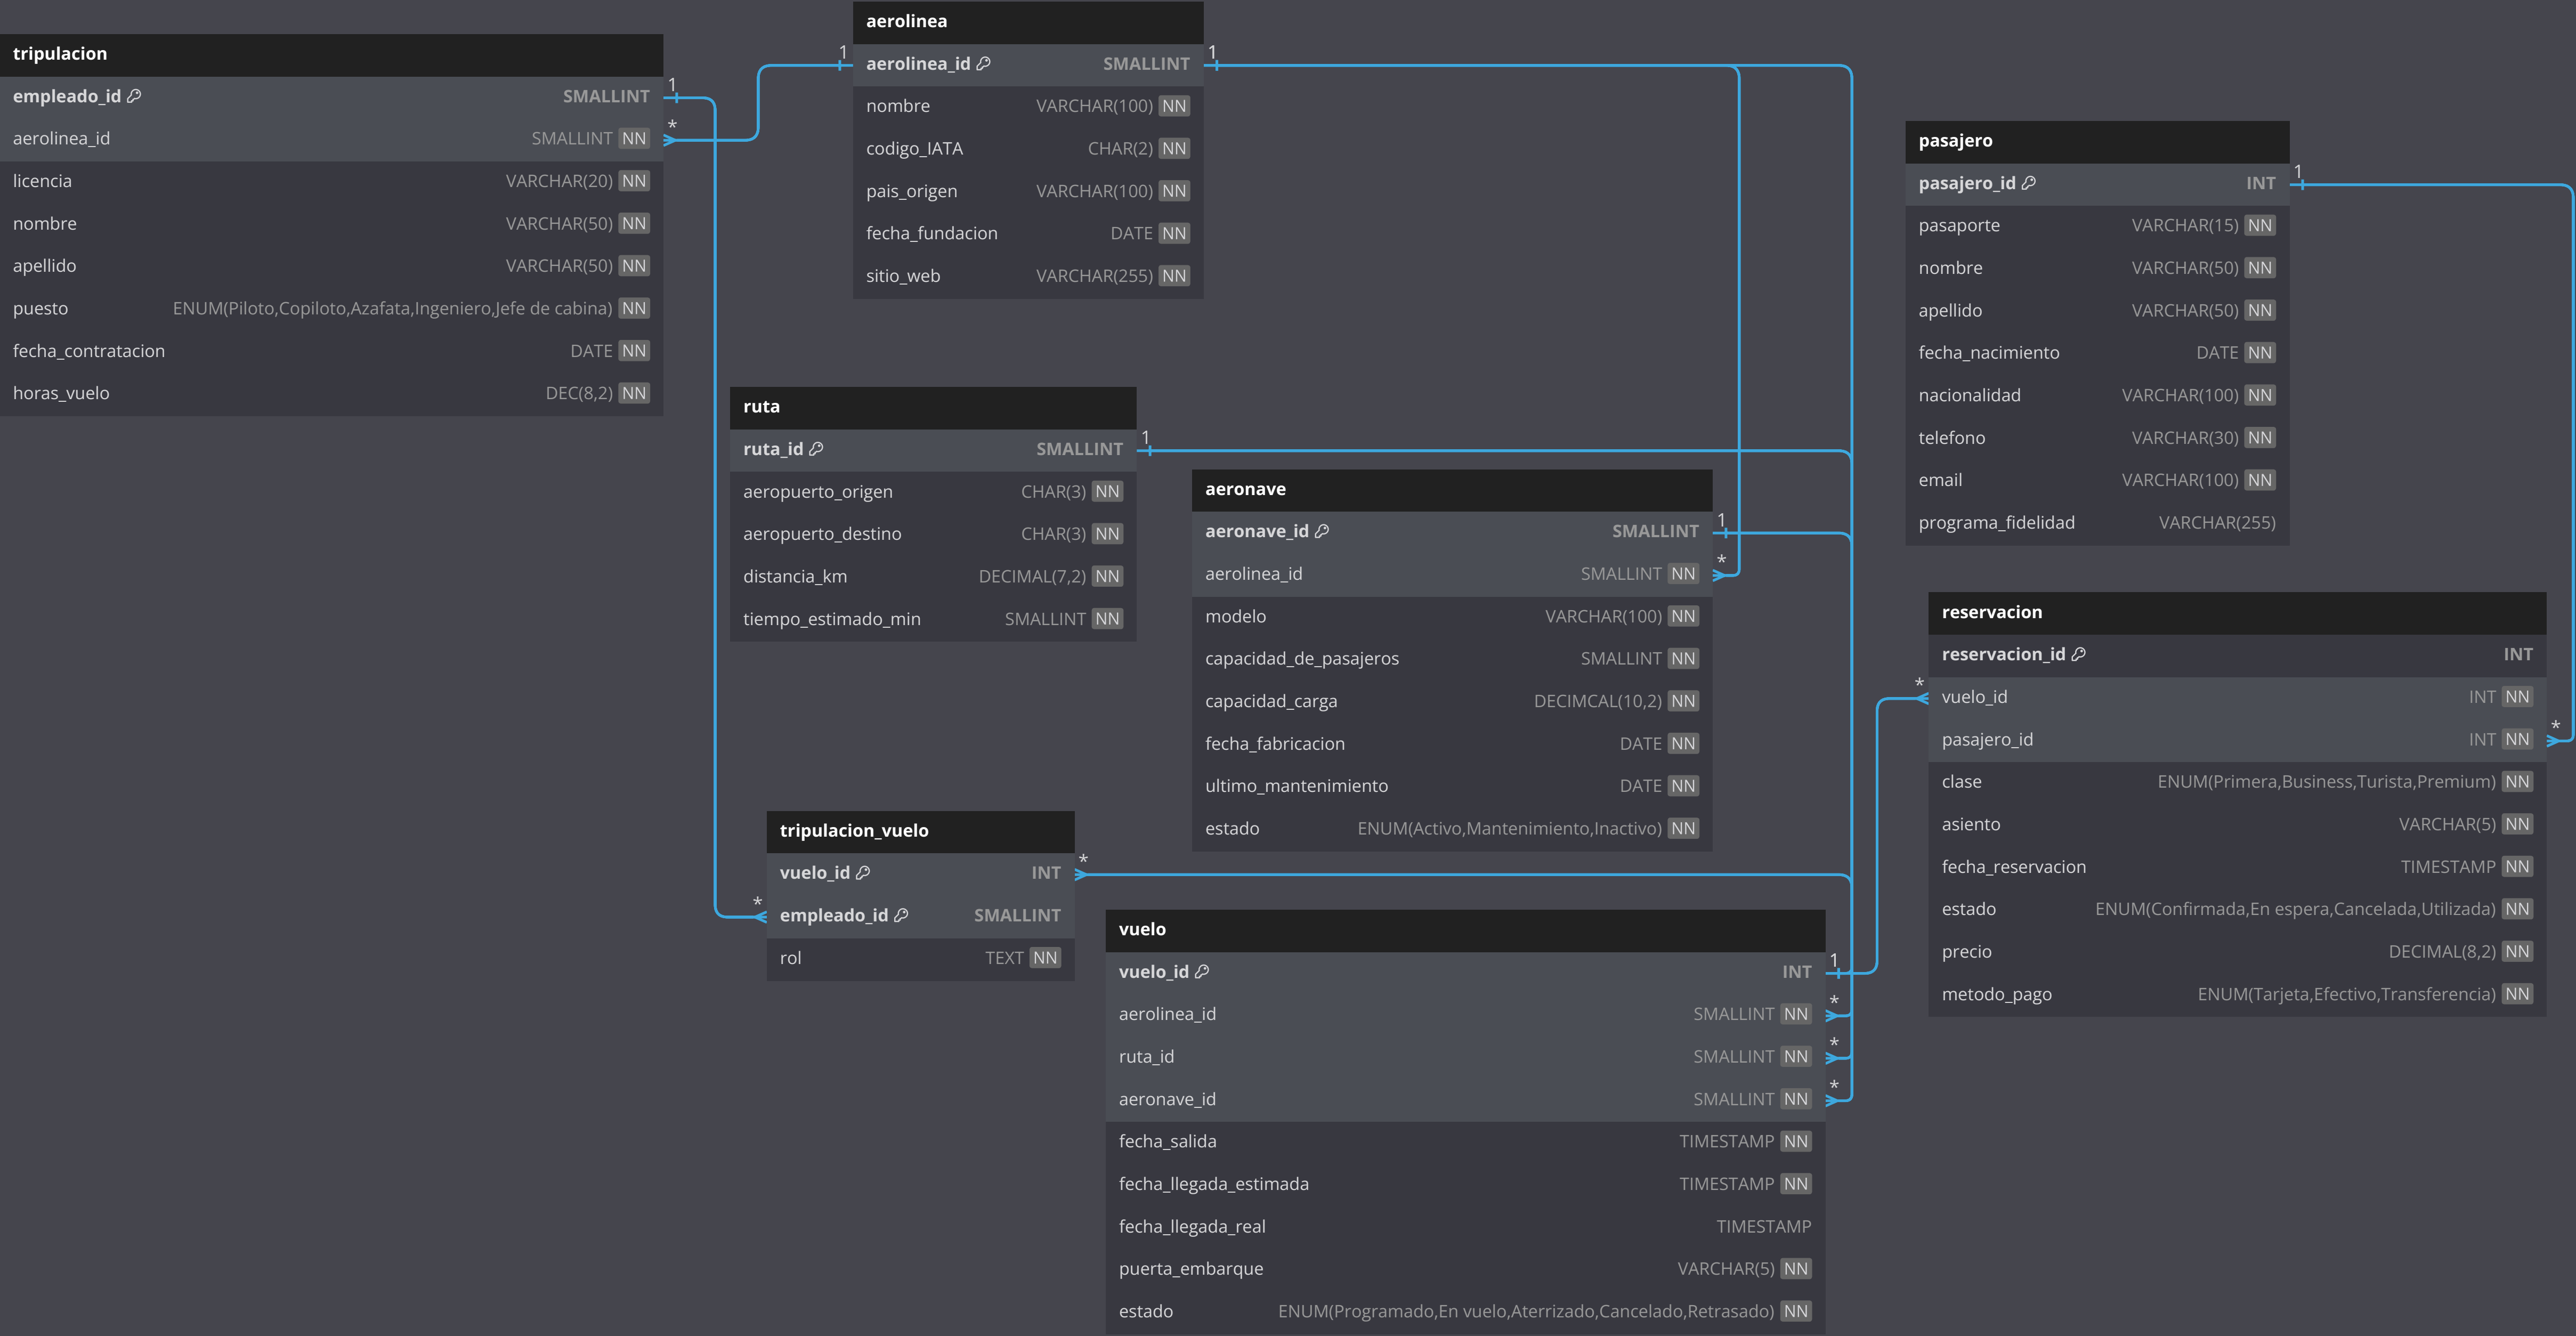 tripulacion
empleado_id SMALLINT
aerolinea_id SMALLINT NN
licencia VARCHAR(20) NN
nombre VARCHAR(50) NN
apellido VARCHAR(50) NN
puesto ENUM(Piloto,Copiloto,Azafata,Ingeniero,Jefe de cabina) NN
fecha_contratacion DATE NN
horas_vuelo DEC(8,2) NN
1
*
1
aerolinea
aerolinea_id SMALLINT
nombre VARCHAR(100) NN
codigo_IATA CHAR(2) NN
pais_origen VARCHAR(100) NN
fecha_fundacion DATE NN
sitio_web VARCHAR(255) NN
1
pasajero
pasajero_id INT
pasaporte VARCHAR(15) NN
nombre VARCHAR(50) NN
apellido VARCHAR(50) NN
fecha_nacimiento DATE NN
nacionalidad VARCHAR(100) NN
telefono VARCHAR(30) NN
email VARCHAR(100) NN
programa_fidelidad VARCHAR(255)
1
ruta
ruta_id SMALLINT
aeropuerto_origen CHAR(3) NN
aeropuerto_destino CHAR(3) NN
distancia_km DECIMAL(7,2) NN
tiempo_estimado_min SMALLINT NN
1
aeronave
aeronave_id SMALLINT
aerolinea_id SMALLINT NN
modelo VARCHAR(100) NN
capacidad_de_pasajeros SMALLINT NN
capacidad_carga DECIMCAL(10,2) NN
fecha_fabricacion DATE NN
ultimo_mantenimiento DATE NN
estado ENUM(Activo,Mantenimiento,Inactivo) NN
1
*
reservacion
reservacion_id INT
vuelo_id INT NN
pasajero_id INT NN
clase ENUM(Primera,Business,Turista,Premium) NN
asiento VARCHAR(5) NN
fecha_reservacion TIMESTAMP NN
estado ENUM(Confirmada,En espera,Cancelada,Utilizada) NN
precio DECIMAL(8,2) NN
metodo_pago ENUM(Tarjeta,Efectivo,Transferencia) NN
*
*
tripulacion_vuelo
vuelo_id INT
empleado_id SMALLINT
rol TEXT NN
*
*
vuelo
vuelo_id INT
aerolinea_id SMALLINT NN
ruta_id SMALLINT NN
aeronave_id SMALLINT NN
fecha_salida TIMESTAMP NN
fecha_llegada_estimada TIMESTAMP NN
fecha_llegada_real TIMESTAMP
puerta_embarque VARCHAR(5) NN
estado ENUM(Programado,En vuelo,Aterrizado,Cancelado,Retrasado) NN
1
*
*
*